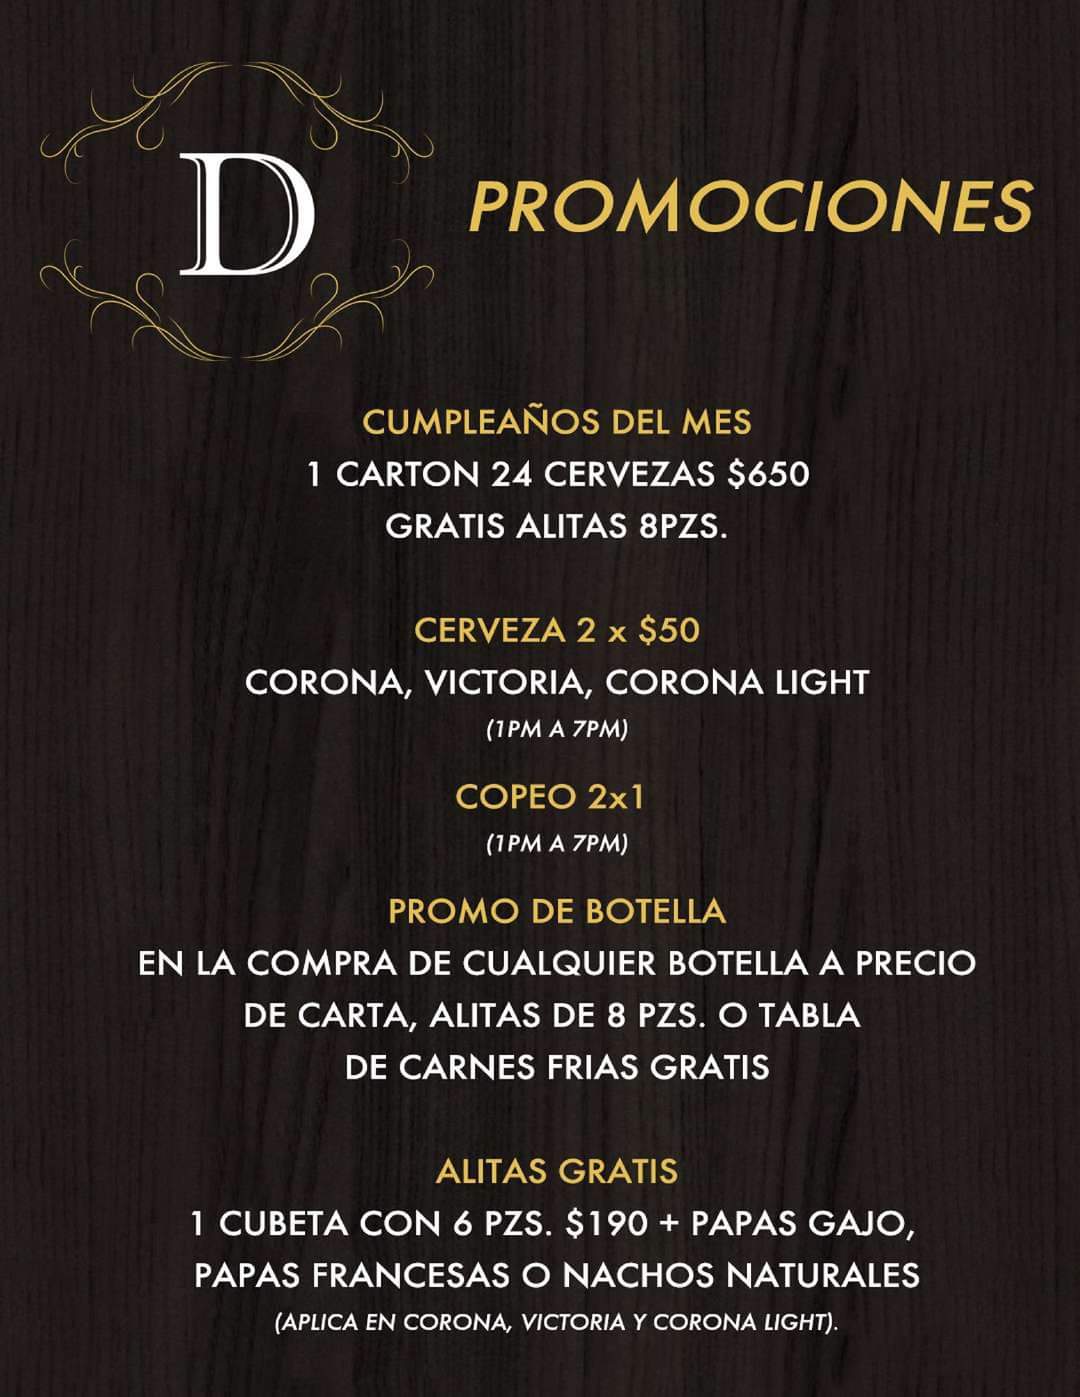 D
PROMOCIONES
CUMPLEAÑOS DEL MES
1 CARTON 24 CERVEZAS $650
GRATIS ALITAS 8PZS.
CERVEZA 2 x $50
CORONA, VICTORIA, CORONA LIGHT
(1PM A 7PM)
COPEO 2x1
(1PM A 7PM)
PROMO DE BOTELLA
EN LA COMPRA DE CUALQUIER BOTELLA A PRECIO
DE CARTA, ALITAS DE 8 PZS. O TABLA
DE CARNES FRIAS GRATIS
ALITAS GRATIS
1 CUBETA CON 6 PZS. $190 + PAPAS GAJO,
PAPAS FRANCESAS O NACHOS NATURALES
(APLICA EN CORONA, VICTORIA Y CORONA LIGHT).